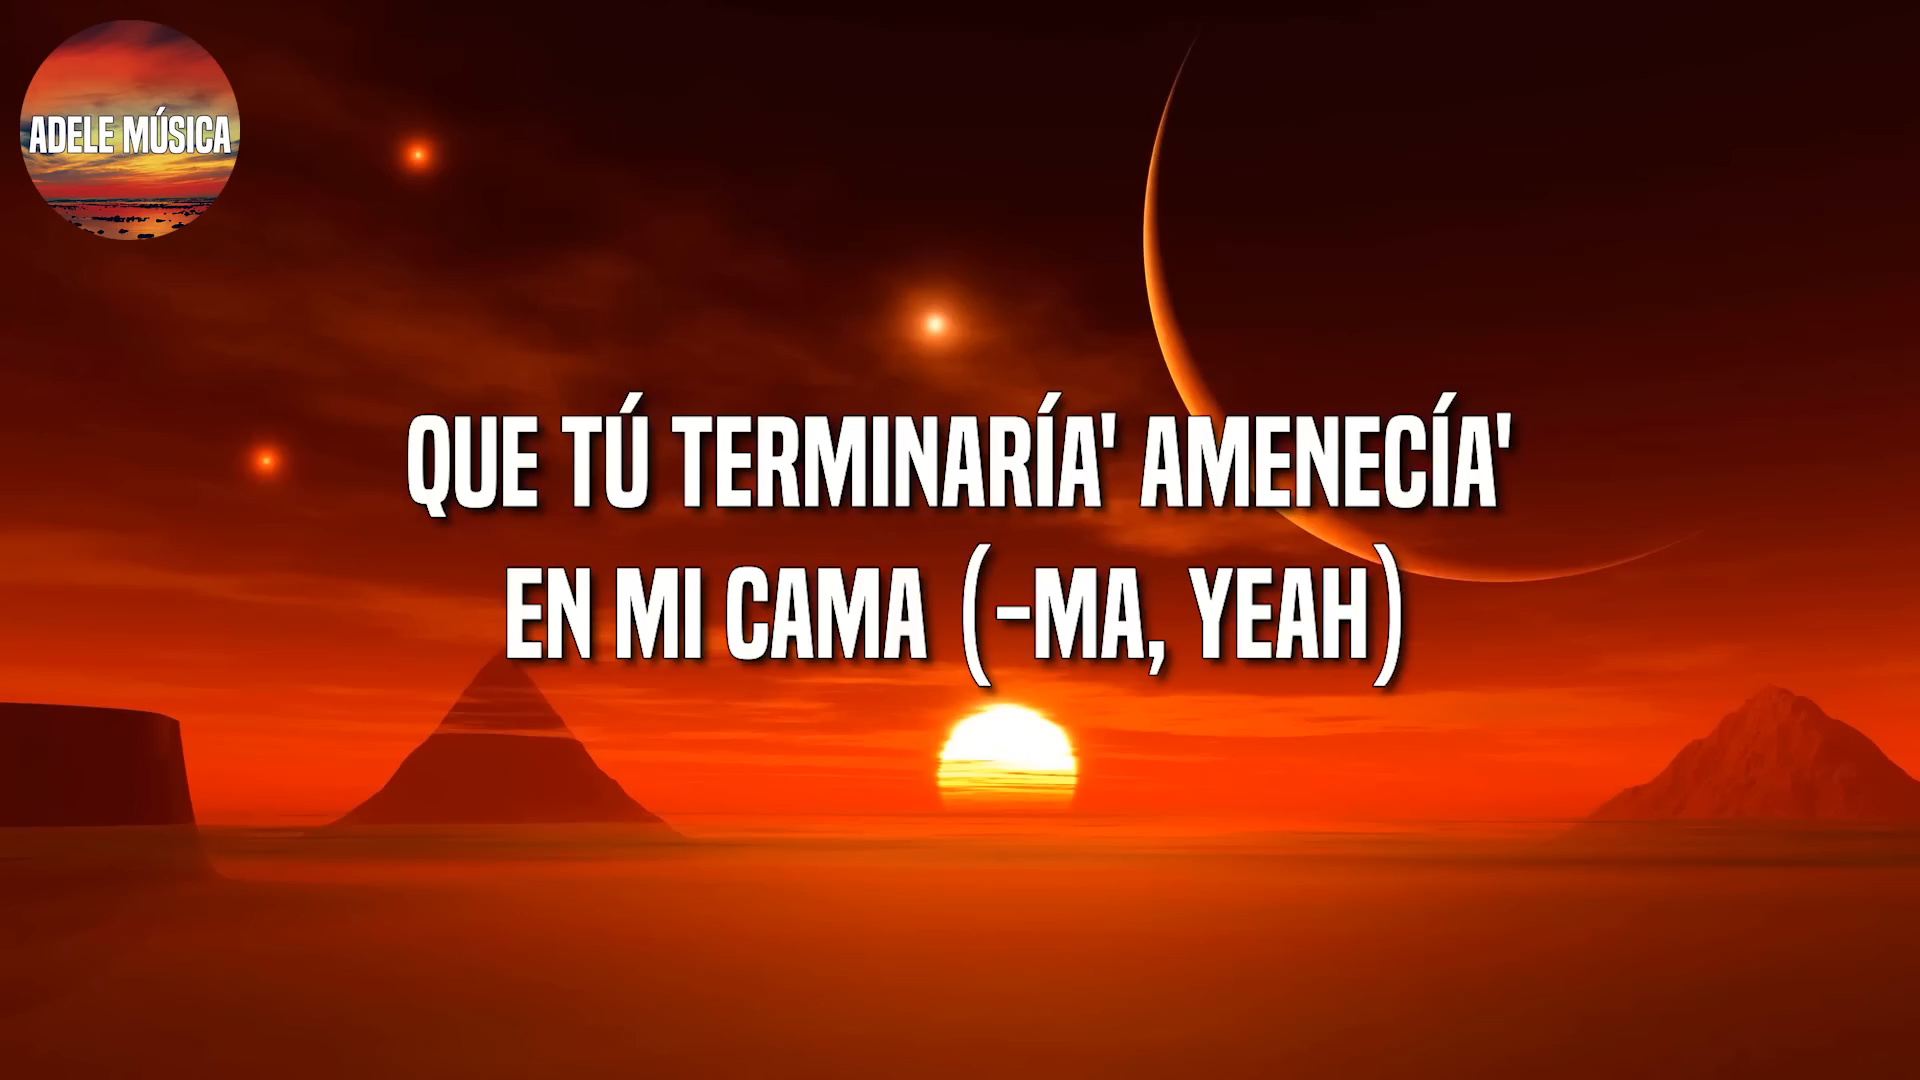 ADELE MÚSICA
QUE TÚ TERMINARÍA' AMENECÍA'
EN MI CAMA (-MA, YEAH)